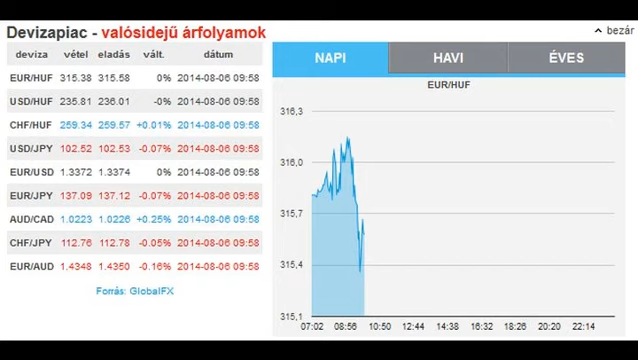 Devizapiac - valósidejű árfolyamok
bezár
deviza vétel eladás vált. dátum
EUR/HUF 315.38 315.58 0% 2014-08-06 09:58
USD/HUF 235.81 236.01 -0% 2014-08-06 09:58
CHF/HUF 259.34 259.57 +0.01% 2014-08-06 09:58
USD/JPY 102.52 102.53 -0.07% 2014-08-06 09:58
EUR/USD 1.3372 1.3374 0% 2014-08-06 09:58
EUR/JPY 137.09 137.12 -0.07% 2014-08-06 09:58
AUD/CAD 1.0223 1.0226 +0.25% 2014-08-06 09:58
CHF/JPY 112.76 112.78 -0.05% 2014-08-06 09:58
EUR/AUD 1.4348 1.4350 -0.16% 2014-08-06 09:58
Forrás: GlobalFX
NAPI HAVI ÉVES
EUR/HUF
316,3
316,0
315,7
315,4
315,1
07:02 08:56 10:50 12:44 14:38 16:32 18:26 20:20 22:14